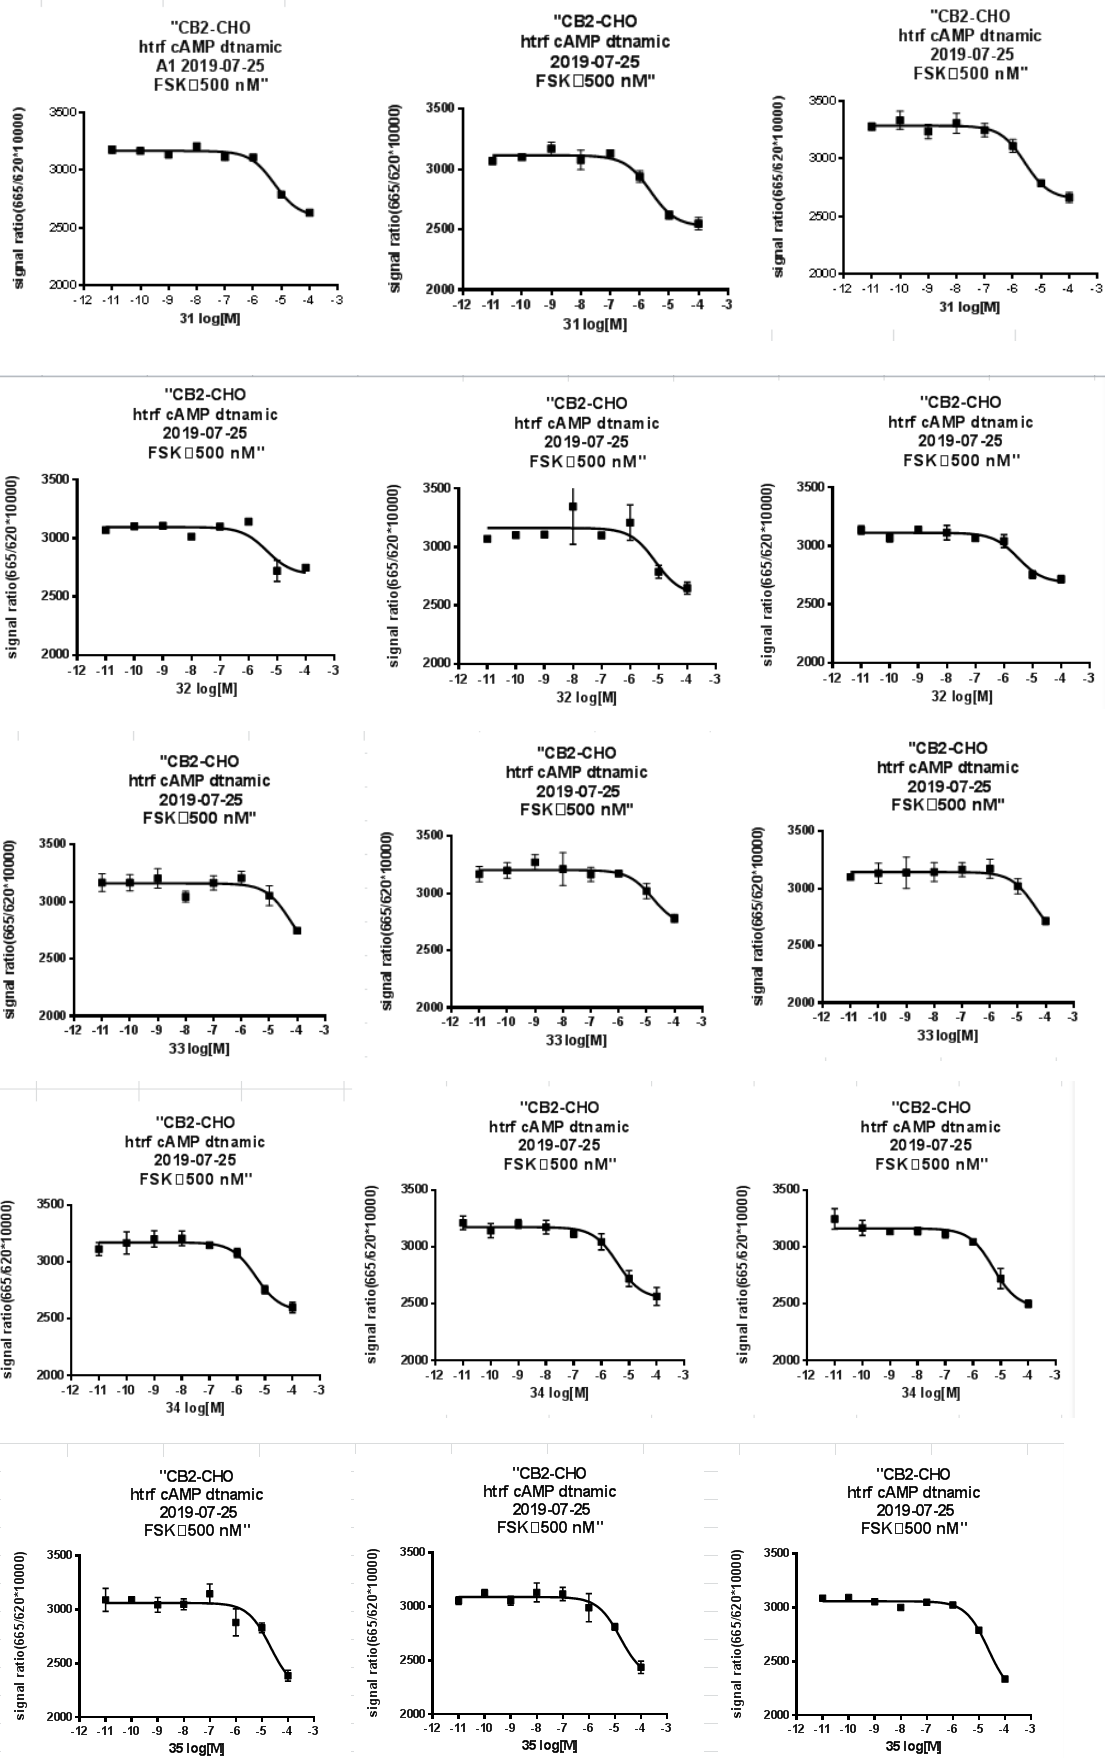 "CB2-CHO
htrf cAMP dtnamic
A1 2019-07-25
FSK□500 nM"
signal ratio(665/620*10000)
3500
3000
2500
2000
-12 -11 -10 -9 -8 -7 -6 -5 -4 -3
31 log[M]
"CB2-CHO
htrf cAMP dtnamic
2019-07-25
FSK□500 nM"
signal ratio(665/620*10000)
3500
3000
2500
2000
-12 -11 -10 -9 -8 -7 -6 -5 -4 -3
31 log[M]
"CB2-CHO
htrf cAMP dtnamic
2019-07-25
FSK□500 nM"
signal ratio(665/620*10000)
3500
3000
2500
2000
-12 -11 -10 -9 -8 -7 -6 -5 -4 -3
31 log[M]
"CB2-CHO
htrf cAMP dtnamic
2019-07-25
FSK□500 nM"
signal ratio(665/620*10000)
3500
3000
2500
2000
-12 -11 -10 -9 -8 -7 -6 -5 -4 -3
32 log[M]
"CB2-CHO
htrf cAMP dtnamic
2019-07-25
FSK□500 nM"
signal ratio(665/620*10000)
3500
3000
2500
2000
-12 -11 -10 -9 -8 -7 -6 -5 -4 -3
32 log[M]
"CB2-CHO
htrf cAMP dtnamic
2019-07-25
FSK□500 nM"
signal ratio(665/620*10000)
3500
3000
2500
2000
-12 -11 -10 -9 -8 -7 -6 -5 -4 -3
32 log[M]
"CB2-CHO
htrf cAMP dtnamic
2019-07-25
FSK□500 nM"
signal ratio(665/620*10000)
3500
3000
2500
2000
-12 -11 -10 -9 -8 -7 -6 -5 -4 -3
33 log[M]
"CB2-CHO
htrf cAMP dtnamic
2019-07-25
FSK□500 nM"
signal ratio(665/620*10000)
3500
3000
2500
2000
-12 -11 -10 -9 -8 -7 -6 -5 -4 -3
33 log[M]
"CB2-CHO
htrf cAMP dtnamic
2019-07-25
FSK□500 nM"
signal ratio(665/620*10000)
3500
3000
2500
2000
-12 -11 -10 -9 -8 -7 -6 -5 -4 -3
33 log[M]
"CB2-CHO
htrf cAMP dtnamic
2019-07-25
FSK□500 nM"
signal ratio(665/620*10000)
3500
3000
2500
2000
-12 -11 -10 -9 -8 -7 -6 -5 -4 -3
34 log[M]
"CB2-CHO
htrf cAMP dtnamic
2019-07-25
FSK□500 nM"
signal ratio(665/620*10000)
3500
3000
2500
2000
-12 -11 -10 -9 -8 -7 -6 -5 -4 -3
34 log[M]
"CB2-CHO
htrf cAMP dtnamic
2019-07-25
FSK□500 nM"
signal ratio(665/620*10000)
3500
3000
2500
2000
-12 -11 -10 -9 -8 -7 -6 -5 -4 -3
34 log[M]
"CB2-CHO
htrf cAMP dtnamic
2019-07-25
FSK□500 nM"
signal ratio(665/620*10000)
3500
3000
2500
2000
-12 -11 -10 -9 -8 -7 -6 -5 -4 -3
35 log[M]
"CB2-CHO
htrf cAMP dtnamic
2019-07-25
FSK□500 nM"
signal ratio(665/620*10000)
3500
3000
2500
2000
-12 -11 -10 -9 -8 -7 -6 -5 -4 -3
35 log[M]
"CB2-CHO
htrf cAMP dtnamic
2019-07-25
FSK□500 nM"
signal ratio(665/620*10000)
3500
3000
2500
2000
-12 -11 -10 -9 -8 -7 -6 -5 -4 -3
35 log[M]